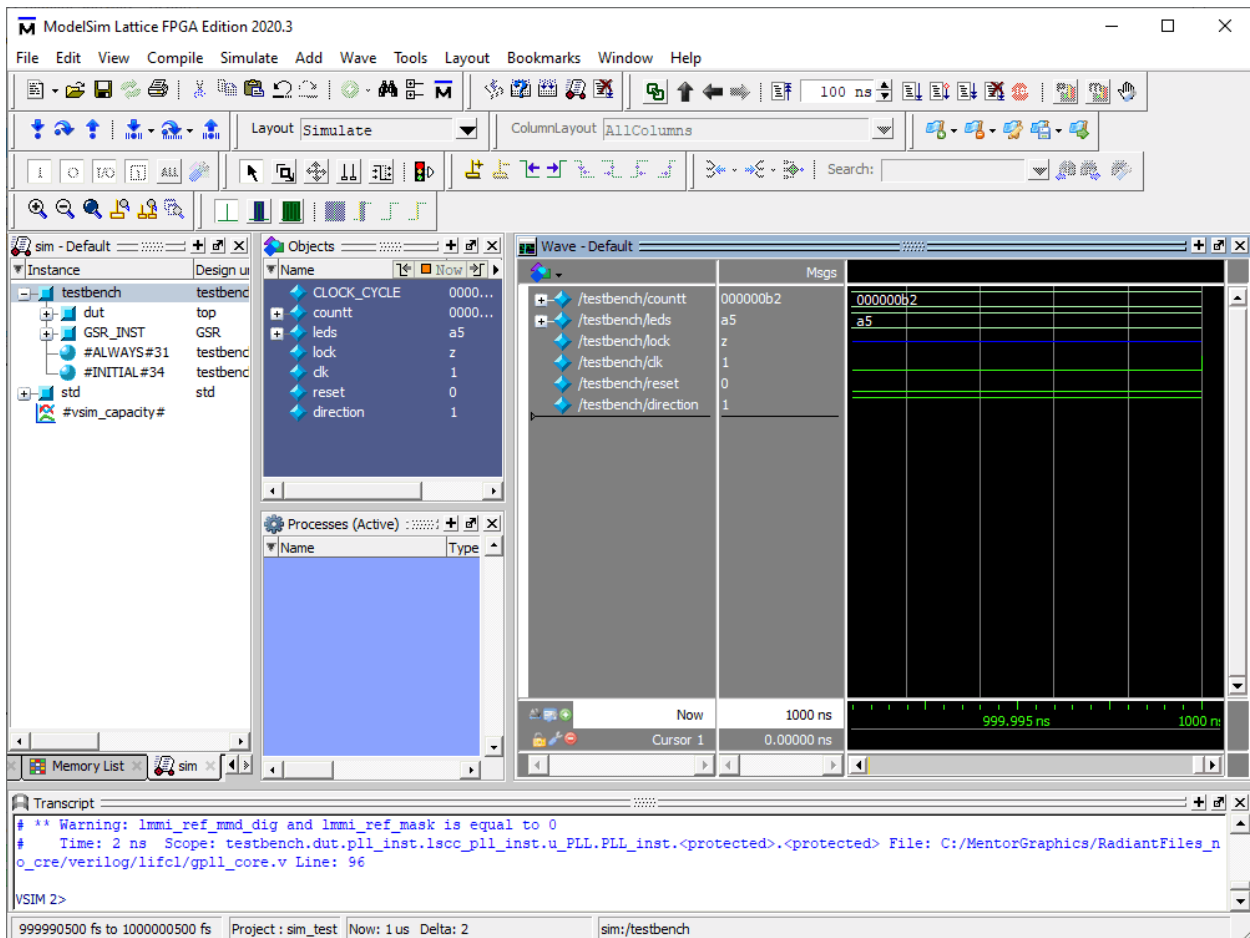 ModelSim Lattice FPGA Edition 2020.3
File Edit View Compile Simulate Add Wave Tools Layout Bookmarks Window Help
100 ns
Layout Simulate
ColumnLayout AllColumns
I O I/O ALL
Search:
sim - Default
Instance Design ur
testbench testbenc
dut top
GSR_INST GSR
#ALWAYS#31 testbenc
#INITIAL#34 testbenc
std std
#vsim_capacity#
Memory List sim
Objects
Name Now
CLOCK_CYCLE 0000...
countt 0000...
leds a5
lock z
clk 1
reset 0
direction 1
Processes (Active)
Name Type
Wave - Default
Msgs
/testbench/countt 000000b2 000000b2
/testbench/leds a5 a5
/testbench/lock z
/testbench/clk 1
/testbench/reset 0
/testbench/direction 1
Now 1000 ns 999.995 ns 1000 ns
Cursor 1 0.00000 ns
Transcript
# ** Warning: lmmi_ref_mmd_dig and lmmi_ref_mask is equal to 0
#    Time: 2 ns  Scope: testbench.dut.pll_inst.lscc_pll_inst.u_PLL.PLL_inst.<protected>.<protected> File: C:/MentorGraphics/RadiantFiles_n
o_cre/verilog/lifcl/gpll_core.v Line: 96
VSIM 2>
999990500 fs to 1000000500 fs Project : sim_test Now: 1 us Delta: 2 sim:/testbench